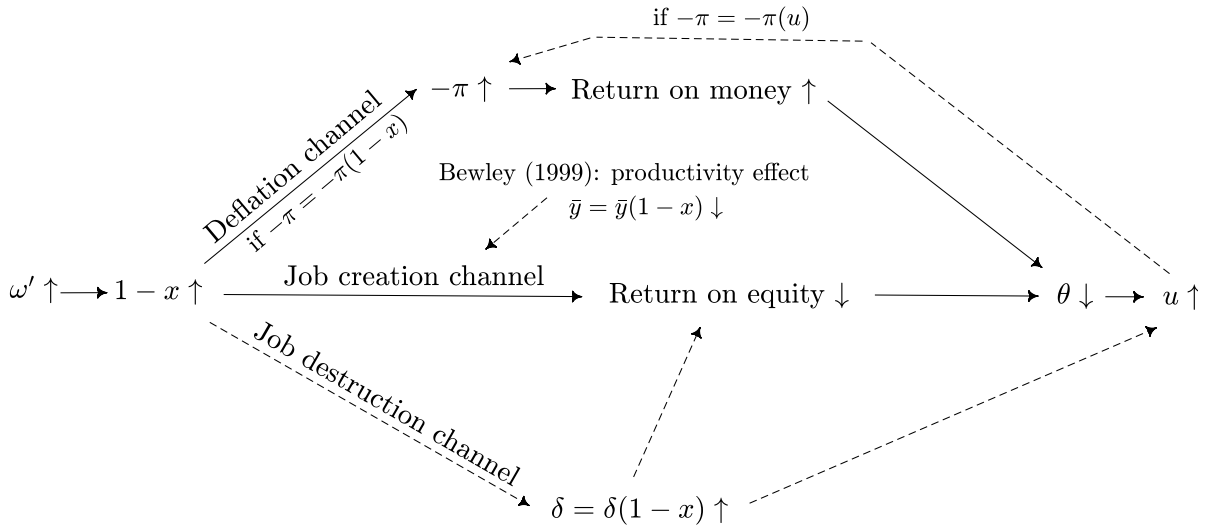 if −π = −π(u)
−π ↑
Return on money ↑
Deflation channel
if −π = −π(1 − x)
Bewley (1999): productivity effect
ȳ = ȳ(1 − x) ↓
ω′ ↑
1 − x ↑
Job creation channel
Return on equity ↓
θ ↓
u ↑
Job destruction channel
δ = δ(1 − x) ↑